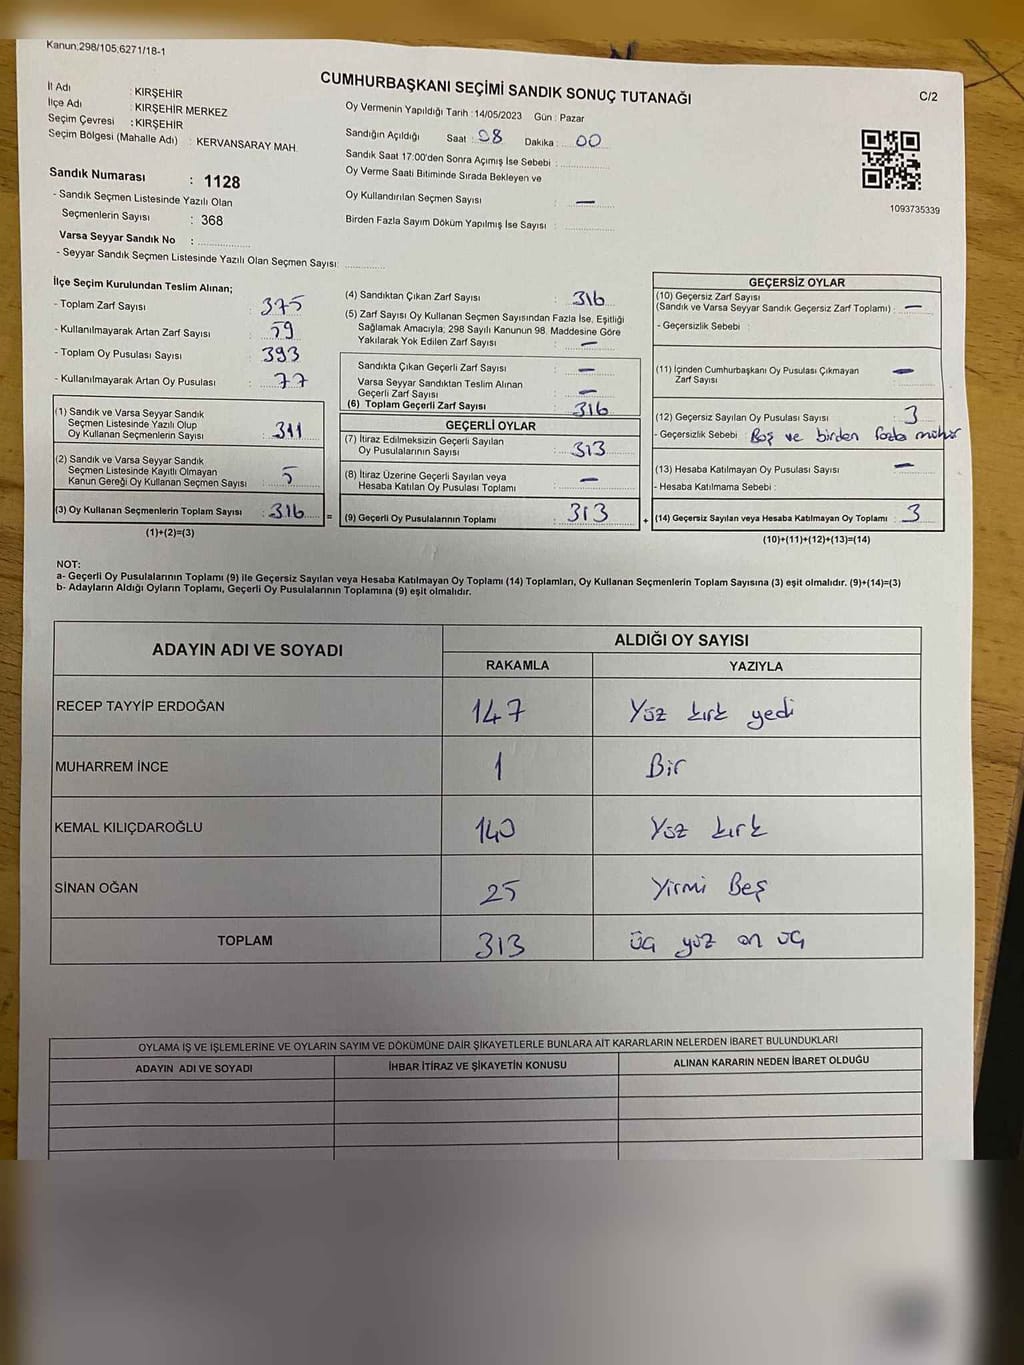 Kanun;298/105,6271/18-1
CUMHURBAŞKANI SEÇİMİ SANDIK SONUÇ TUTANAĞI
C/2
İl Adı : KIRŞEHİR
İlçe Adı : KIRŞEHİR MERKEZ
Seçim Çevresi : KIRŞEHİR
Seçim Bölgesi (Mahalle Adı) : KERVANSARAY MAH.
Sandık Numarası : 1128
- Sandık Seçmen Listesinde Yazılı Olan
Seçmenlerin Sayısı : 368
Varsa Seyyar Sandık No :
- Seyyar Sandık Seçmen Listesinde Yazılı Olan Seçmen Sayısı:
Oy Vermenin Yapıldığı Tarih : 14/05/2023 Gün : Pazar
Sandığın Açıldığı Saat : 08 Dakika : 00
Sandık Saat 17:00'den Sonra Açımış İse Sebebi :
Oy Verme Saati Bitiminde Sırada Bekleyen ve
Oy Kullandırılan Seçmen Sayısı : —
Birden Fazla Sayım Döküm Yapılmış İse Sayısı :
1093735339
İlçe Seçim Kurulundan Teslim Alınan;
- Toplam Zarf Sayısı : 375
- Kullanılmayarak Artan Zarf Sayısı : 59
- Toplam Oy Pusulası Sayısı : 393
- Kullanılmayarak Artan Oy Pusulası : 77
(1) Sandık ve Varsa Seyyar Sandık
Seçmen Listesinde Yazılı Olup
Oy Kullanan Seçmenlerin Sayısı : 311
(2) Sandık ve Varsa Seyyar Sandık
Seçmen Listesinde Kayıtlı Olmayan
Kanun Gereği Oy Kullanan Seçmen Sayısı : 5
(3) Oy Kullanan Seçmenlerin Toplam Sayısı : 316
(1)+(2)=(3)
=
(4) Sandıktan Çıkan Zarf Sayısı : 316
(5) Zarf Sayısı Oy Kullanan Seçmen Sayısından Fazla İse, Eşitliği
Sağlamak Amacıyla; 298 Sayılı Kanunun 98. Maddesine Göre
Yakılarak Yok Edilen Zarf Sayısı : —
Sandıkta Çıkan Geçerli Zarf Sayısı : —
Varsa Seyyar Sandıktan Teslim Alınan
Geçerli Zarf Sayısı : —
(6) Toplam Geçerli Zarf Sayısı : 316
GEÇERLİ OYLAR
(7) İtiraz Edilmeksizin Geçerli Sayılan
Oy Pusulalarının Sayısı : 313
(8) İtiraz Üzerine Geçerli Sayılan veya
Hesaba Katılan Oy Pusulası Toplamı : —
(9) Geçerli Oy Pusulalarının Toplamı : 313
+
GEÇERSİZ OYLAR
(10) Geçersiz Zarf Sayısı
(Sandık ve Varsa Seyyar Sandık Geçersiz Zarf Toplamı) : —
- Geçersizlik Sebebi :
(11) İçinden Cumhurbaşkanı Oy Pusulası Çıkmayan
Zarf Sayısı : —
(12) Geçersiz Sayılan Oy Pusulası Sayısı : 3
- Geçersizlik Sebebi : Boş ve birden fazla mühür
(13) Hesaba Katılmayan Oy Pusulası Sayısı : —
- Hesaba Katılmama Sebebi :
(14) Geçersiz Sayılan veya Hesaba Katılmayan Oy Toplamı : 3
(10)+(11)+(12)+(13)=(14)
NOT:
a- Geçerli Oy Pusulalarının Toplamı (9) ile Geçersiz Sayılan veya Hesaba Katılmayan Oy Toplamı (14) Toplamları, Oy Kullanan Seçmenlerin Toplam Sayısına (3) eşit olmalıdır. (9)+(14)=(3)
b- Adayların Aldığı Oyların Toplamı, Geçerli Oy Pusulalarının Toplamına (9) eşit olmalıdır.
ADAYIN ADI VE SOYADI
ALDIĞI OY SAYISI
RAKAMLA YAZIYLA
RECEP TAYYİP ERDOĞAN 147 Yüz kırk yedi
MUHARREM İNCE 1 Bir
KEMAL KILIÇDAROĞLU 140 Yüz kırk
SİNAN OĞAN 25 Yirmi Beş
TOPLAM 313 üç yüz on üç
OYLAMA İŞ VE İŞLEMLERİNE VE OYLARIN SAYIM VE DÖKÜMÜNE DAİR ŞİKAYETLERLE BUNLARA AİT KARARLARIN NELERDEN İBARET BULUNDUKLARI
ADAYIN ADI VE SOYADI İHBAR İTİRAZ VE ŞİKAYETİN KONUSU ALINAN KARARIN NEDEN İBARET OLDUĞU